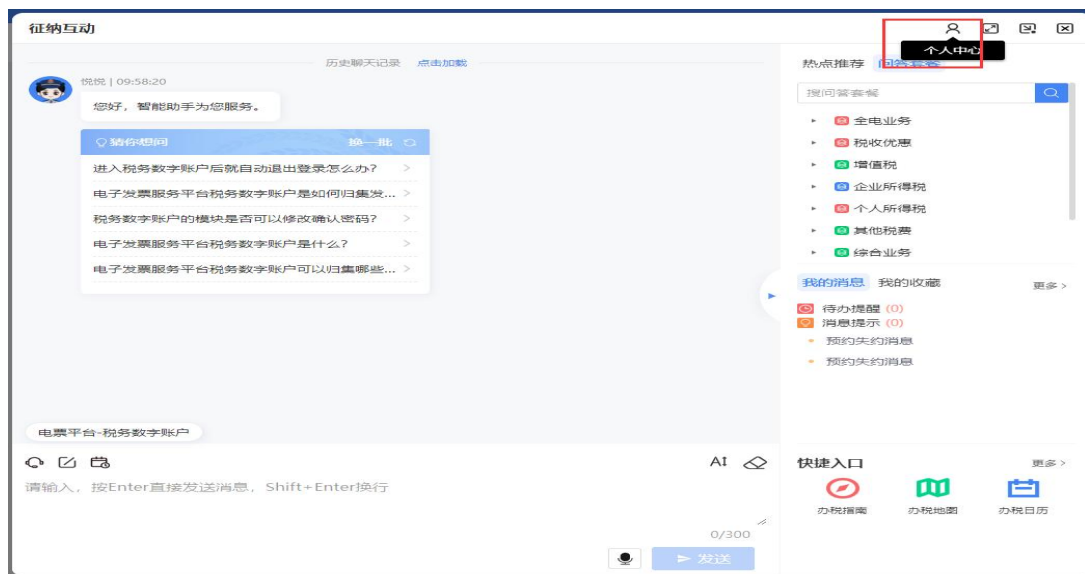 征纳互动
个人中心
历史聊天记录 点击加载
悦悦 | 09:58:20
您好，智能助手为您服务。
猜你想问 换一批
进入税务数字账户后就自动退出登录怎么办？
电子发票服务平台税务数字账户是如何归集发...
税务数字账户的模块是否可以修改确认密码？
电子发票服务平台税务数字账户是什么？
电子发票服务平台税务数字账户可以归集哪些...
电票平台-税务数字账户
AI
请输入，按Enter直接发送消息，Shift+Enter换行
0/300
发送
热点推荐 问答套餐
搜问答套餐
全电业务
税收优惠
增值税
企业所得税
个人所得税
其他税费
综合业务
我的消息 我的收藏 更多 >
待办提醒 (0)
消息提示 (0)
预约失约消息
预约失约消息
快捷入口 更多 >
办税指南 办税地图 办税日历